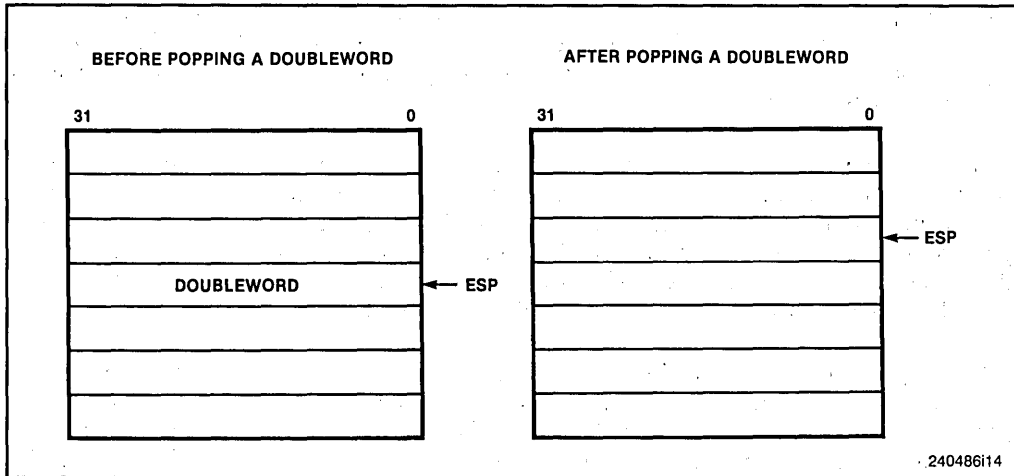 BEFORE POPPING A DOUBLEWORD
AFTER POPPING A DOUBLEWORD
31 0
31 0
ESP
DOUBLEWORD
ESP
240486i14